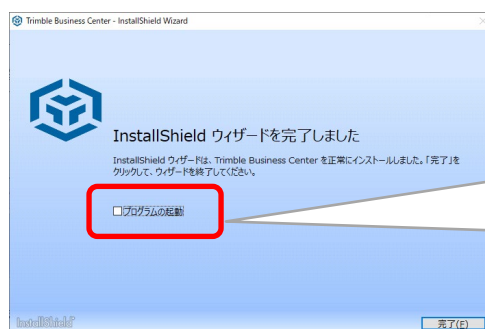 Trimble Business Center - InstallShield Wizard
InstallShield ウィザードを完了しました
InstallShield ウィザードは、Trimble Business Center を正常にインストールしました。「完了」を
クリックして、ウィザードを終了してください。
プログラムの起動
InstallShield
完了(F)